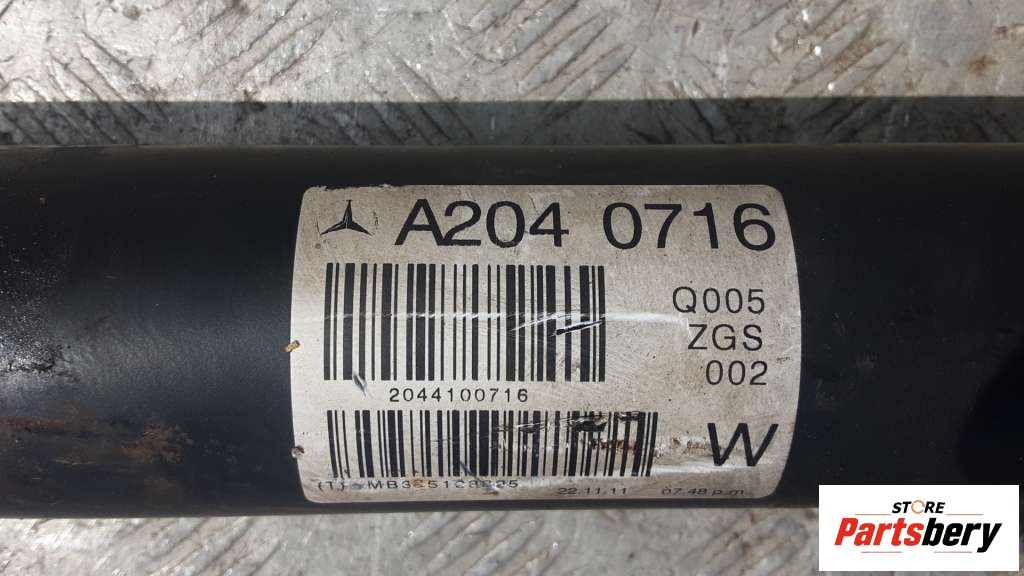 A204 0716
Q005
ZGS
002
2044100716
W
(T)
22.11.11 07.48 p.m
STORE
Partsbery